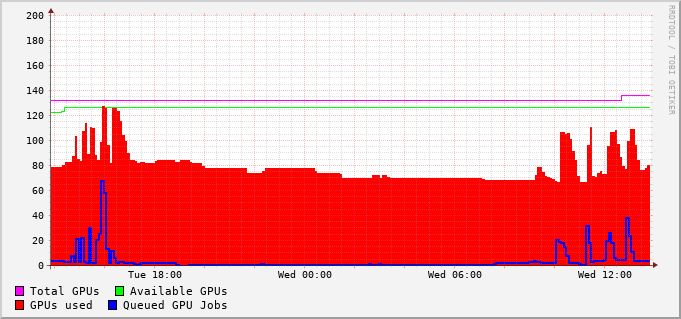 200
180
160
140
120
100
80
60
40
20
0
Tue 18:00 Wed 00:00 Wed 06:00 Wed 12:00
Total GPUs Available GPUs
GPUs used Queued GPU Jobs
RRDTOOL / TOBI OETIKER